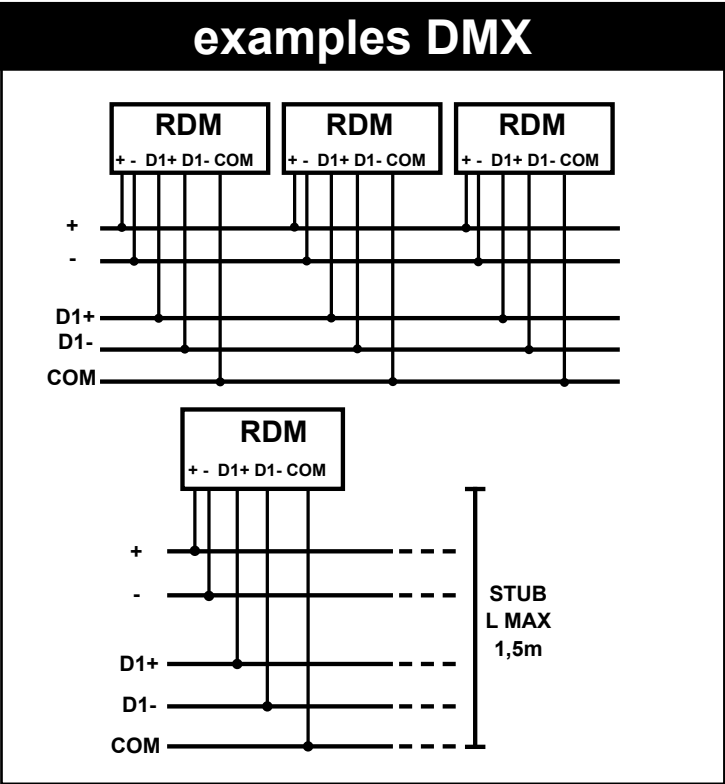 examples DMX
RDM RDM RDM
+ - D1+ D1- COM + - D1+ D1- COM + - D1+ D1- COM
+
-
D1+
D1-
COM
RDM
+ - D1+ D1- COM
+
-
STUB
L MAX
1,5m
D1+
D1-
COM